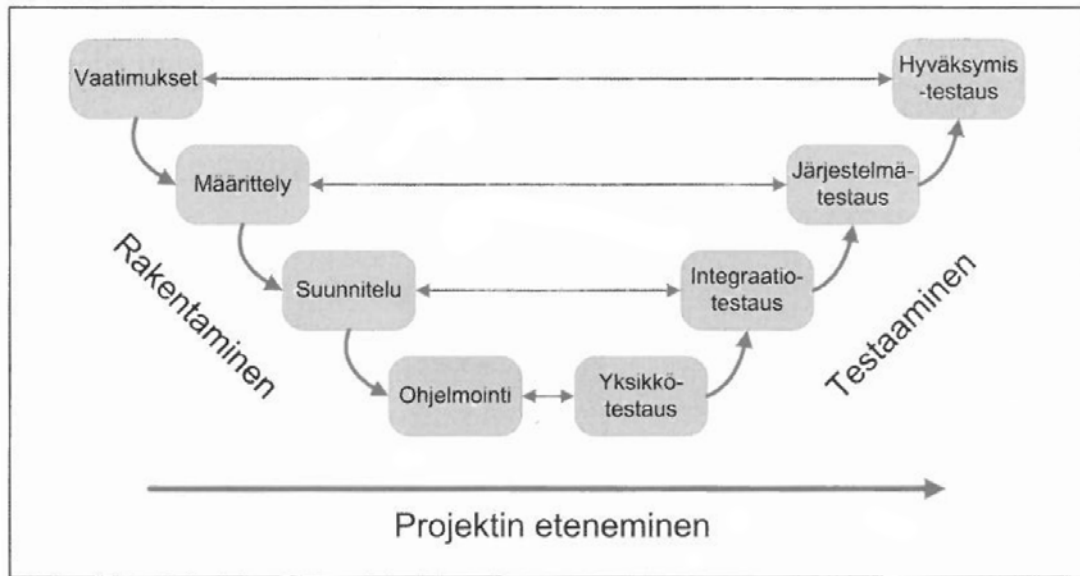 Vaatimukset
Hyväksymis
-testaus
Määrittely
Järjestelmä-
testaus
Suunnitelu
Integraatio-
testaus
Ohjelmointi
Yksikkö-
testaus
Rakentaminen
Testaaminen
Projektin eteneminen